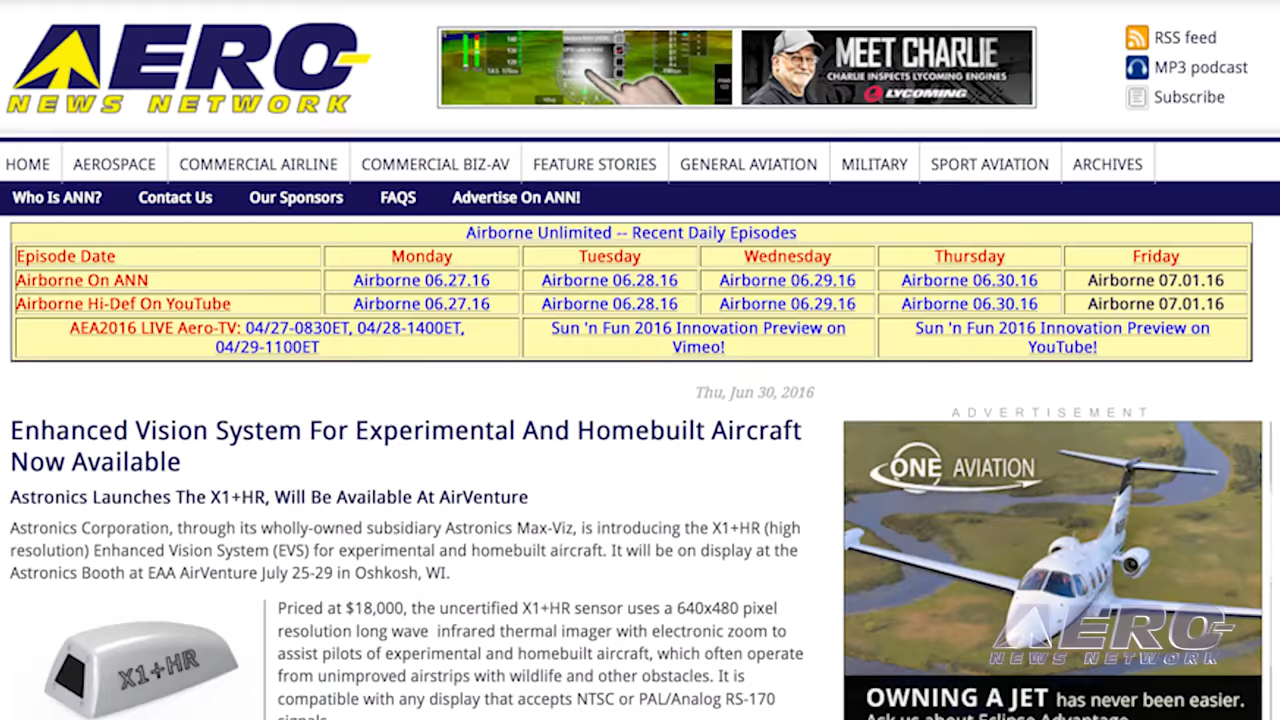 AERO
NEWS NETWORK
MEET CHARLIE
CHARLIE INSPECTS LYCOMING ENGINES
LYCOMING
RSS feed
MP3 podcast
Subscribe
HOME AEROSPACE COMMERCIAL AIRLINE COMMERCIAL BIZ-AV FEATURE STORIES GENERAL AVIATION MILITARY SPORT AVIATION ARCHIVES
Who Is ANN? Contact Us Our Sponsors FAQS Advertise On ANN!
Airborne Unlimited -- Recent Daily Episodes
Episode Date Monday Tuesday Wednesday Thursday Friday
Airborne On ANN Airborne 06.27.16 Airborne 06.28.16 Airborne 06.29.16 Airborne 06.30.16 Airborne 07.01.16
Airborne Hi-Def On YouTube Airborne 06.27.16 Airborne 06.28.16 Airborne 06.29.16 Airborne 06.30.16 Airborne 07.01.16
AEA2016 LIVE Aero-TV: 04/27-0830ET, 04/28-1400ET,
04/29-1100ET
Sun 'n Fun 2016 Innovation Preview on
Vimeo!
Sun 'n Fun 2016 Innovation Preview on
YouTube!
Thu, Jun 30, 2016
Enhanced Vision System For Experimental And Homebuilt Aircraft
Now Available
Astronics Launches The X1+HR, Will Be Available At AirVenture
Astronics Corporation, through its wholly-owned subsidiary Astronics Max-Viz, is introducing the X1+HR (high
resolution) Enhanced Vision System (EVS) for experimental and homebuilt aircraft. It will be on display at the
Astronics Booth at EAA AirVenture July 25-29 in Oshkosh, WI.
X1+HR
Priced at $18,000, the uncertified X1+HR sensor uses a 640x480 pixel
resolution long wave infrared thermal imager with electronic zoom to
assist pilots of experimental and homebuilt aircraft, which often operate
from unimproved airstrips with wildlife and other obstacles. It is
compatible with any display that accepts NTSC or PAL/Analog RS-170
signals.
ADVERTISEMENT
ONE AVIATION
AERO
NEWS NETWORK
OWNING A JET has never been easier.
Ask us about Eclipse Advantage